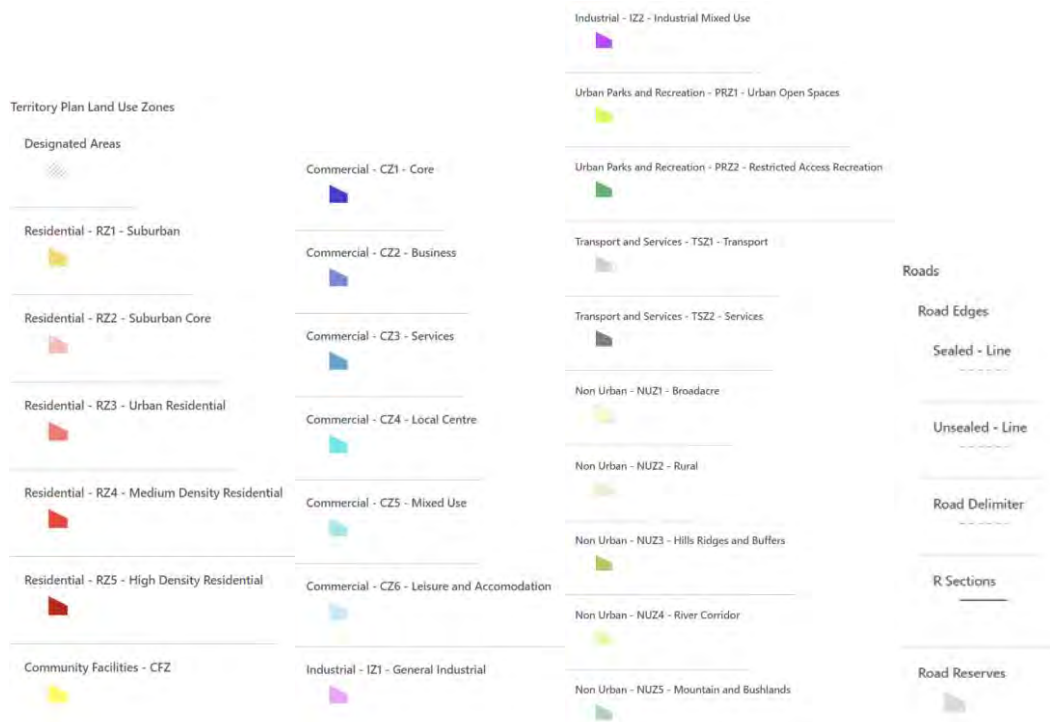 Territory Plan Land Use Zones
Designated Areas
Residential - RZ1 - Suburban
Residential - RZ2 - Suburban Core
Residential - RZ3 - Urban Residential
Residential - RZ4 - Medium Density Residential
Residential - RZ5 - High Density Residential
Community Facilities - CFZ
Commercial - CZ1 - Core
Commercial - CZ2 - Business
Commercial - CZ3 - Services
Commercial - CZ4 - Local Centre
Commercial - CZ5 - Mixed Use
Commercial - CZ6 - Leisure and Accomodation
Industrial - IZ1 - General Industrial
Industrial - IZ2 - Industrial Mixed Use
Urban Parks and Recreation - PRZ1 - Urban Open Spaces
Urban Parks and Recreation - PRZ2 - Restricted Access Recreation
Transport and Services - TSZ1 - Transport
Transport and Services - TSZ2 - Services
Non Urban - NUZ1 - Broadacre
Non Urban - NUZ2 - Rural
Non Urban - NUZ3 - Hills Ridges and Buffers
Non Urban - NUZ4 - River Corridor
Non Urban - NUZ5 - Mountain and Bushlands
Roads
Road Edges
Sealed - Line
Unsealed - Line
Road Delimiter
R Sections
Road Reserves